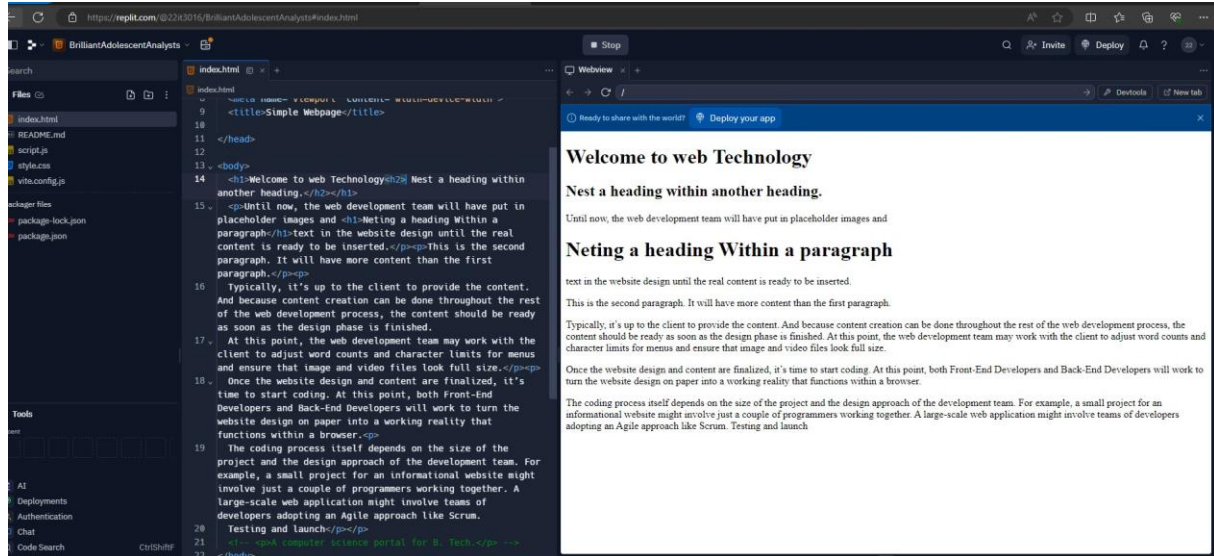 https://replit.com/@22it3016/BrilliantAdolescentAnalysts#index.html
BrilliantAdolescentAnalysts
Stop
Invite
Deploy
?
Search
Files
index.html
README.md
script.js
style.css
vite.config.js
package-lock.json
package.json
Tools
AI
Deployments
Authentication
Chat
Code Search CtrlShiftF
index.html
index.html
<meta name="viewport" content="width=device-width">
9 <title>Simple Webpage</title>
10
11 </head>
12
13 <body>
14 <h1>Welcome to web Technology<h2> Nest a heading within
another heading.</h2></h1>
15 <p>Until now, the web development team will have put in
placeholder images and <h1>Neting a heading Within a
paragraph</h1>text in the website design until the real
content is ready to be inserted.</p><p>This is the second
paragraph. It will have more content than the first
paragraph.</p><p>
16 Typically, it's up to the client to provide the content.
And because content creation can be done throughout the rest
of the web development process, the content should be ready
as soon as the design phase is finished.
17 At this point, the web development team may work with the
client to adjust word counts and character limits for menus
and ensure that image and video files look full size.</p><p>
18 Once the website design and content are finalized, it's
time to start coding. At this point, both Front-End
Developers and Back-End Developers will work to turn the
website design on paper into a working reality that
functions within a browser.<p>
19 The coding process itself depends on the size of the
project and the design approach of the development team. For
example, a small project for an informational website might
involve just a couple of programmers working together. A
large-scale web application might involve teams of
developers adopting an Agile approach like Scrum.
20 Testing and launch</p></p>
21 <!-- <p>A computer science portal for B. Tech.</p> -->
22 </body>
Webview
/
Devtools
New tab
Ready to share with the world? Deploy your app
Welcome to web Technology
Nest a heading within another heading.
Until now, the web development team will have put in placeholder images and
Neting a heading Within a paragraph
text in the website design until the real content is ready to be inserted.
This is the second paragraph. It will have more content than the first paragraph.
Typically, it's up to the client to provide the content. And because content creation can be done throughout the rest of the web development process, the
content should be ready as soon as the design phase is finished. At this point, the web development team may work with the client to adjust word counts and
character limits for menus and ensure that image and video files look full size.
Once the website design and content are finalized, it's time to start coding. At this point, both Front-End Developers and Back-End Developers will work to
turn the website design on paper into a working reality that functions within a browser.
The coding process itself depends on the size of the project and the design approach of the development team. For example, a small project for an
informational website might involve just a couple of programmers working together. A large-scale web application might involve teams of developers
adopting an Agile approach like Scrum. Testing and launch